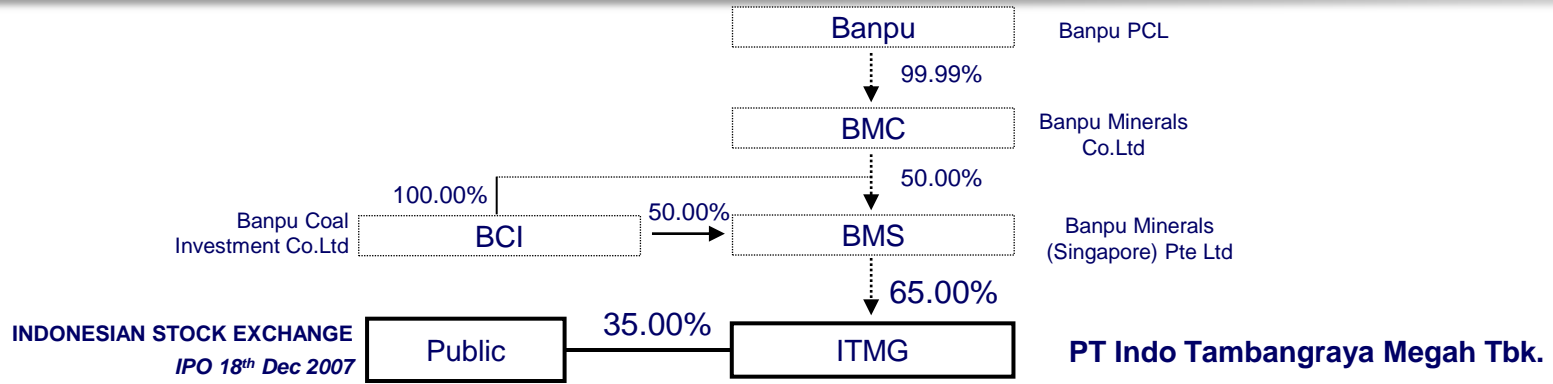 Banpu
Banpu PCL
99.99%
BMC
Banpu Minerals
Co.Ltd
100.00%
50.00%
Banpu Coal
Investment Co.Ltd
BCI
50.00%
BMS
Banpu Minerals
(Singapore) Pte Ltd
65.00%
INDONESIAN STOCK EXCHANGE
IPO 18th Dec 2007
Public
35.00%
ITMG
PT Indo Tambangraya Megah Tbk.